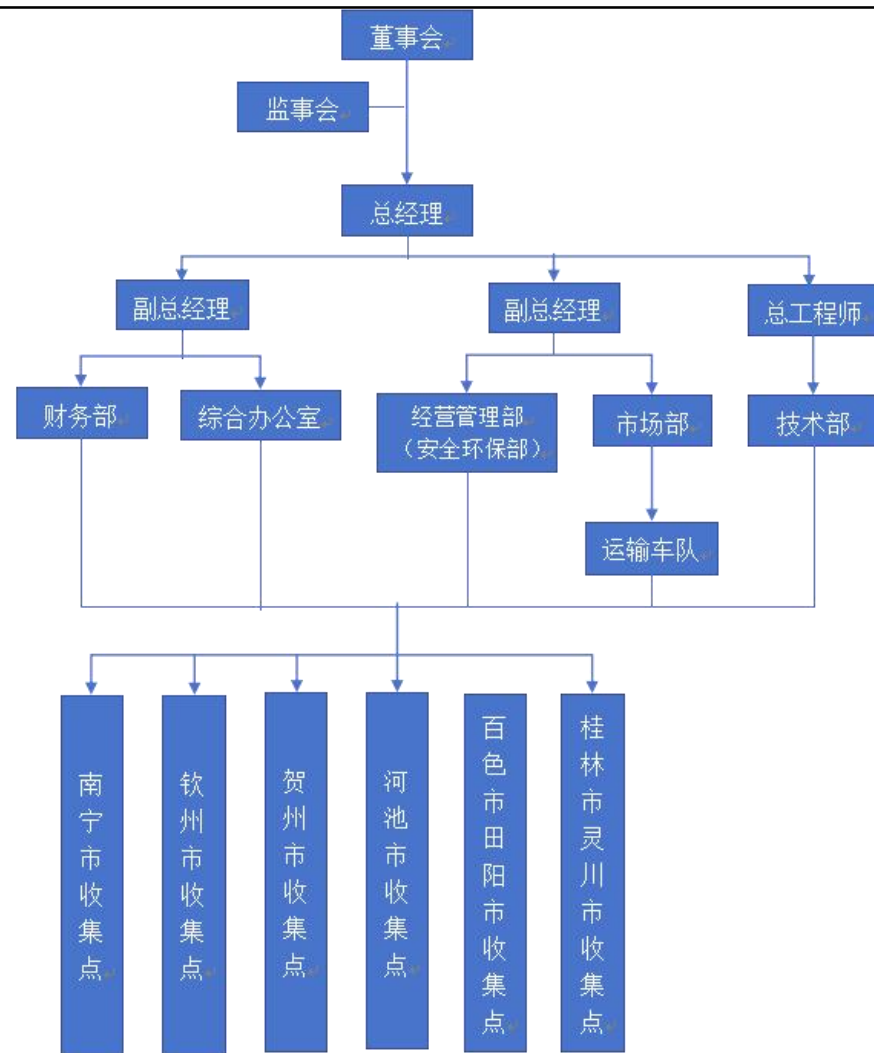 董事会
监事会
总经理
副总经理
副总经理
总工程师
财务部
综合办公室
经营管理部
（安全环保部）
市场部
技术部
运输车队
南宁市收集点
钦州市收集点
贺州市收集点
河池市收集点
百色市田阳市收集点
桂林市灵川市收集点